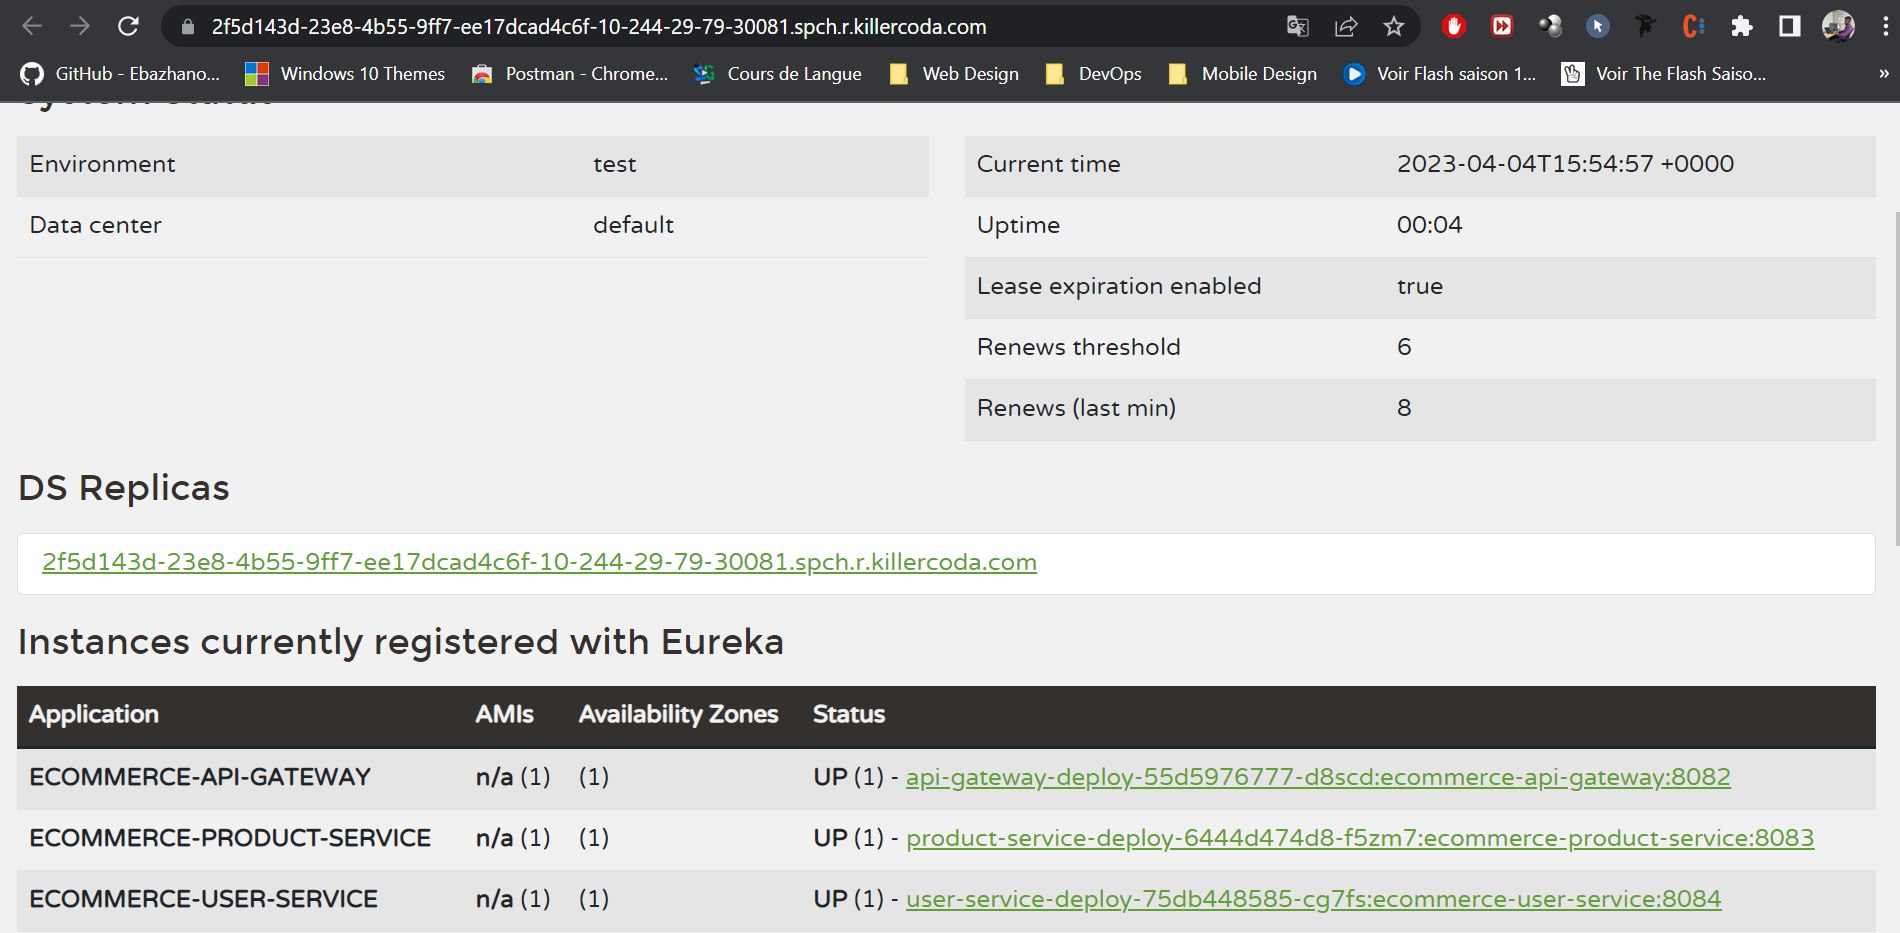 2f5d143d-23e8-4b55-9ff7-ee17dcad4c6f-10-244-29-79-30081.spch.r.killercoda.com
GitHub - Ebazhano... Windows 10 Themes Postman - Chrome... Cours de Langue Web Design DevOps Mobile Design Voir Flash saison 1... Voir The Flash Saiso... »
System Status
Environment test
Data center default
Current time 2023-04-04T15:54:57 +0000
Uptime 00:04
Lease expiration enabled true
Renews threshold 6
Renews (last min) 8
DS Replicas
2f5d143d-23e8-4b55-9ff7-ee17dcad4c6f-10-244-29-79-30081.spch.r.killercoda.com
Instances currently registered with Eureka
Application AMIs Availability Zones Status
ECOMMERCE-API-GATEWAY n/a (1) (1) UP (1) - api-gateway-deploy-55d5976777-d8scd:ecommerce-api-gateway:8082
ECOMMERCE-PRODUCT-SERVICE n/a (1) (1) UP (1) - product-service-deploy-6444d474d8-f5zm7:ecommerce-product-service:8083
ECOMMERCE-USER-SERVICE n/a (1) (1) UP (1) - user-service-deploy-75db448585-cg7fs:ecommerce-user-service:8084